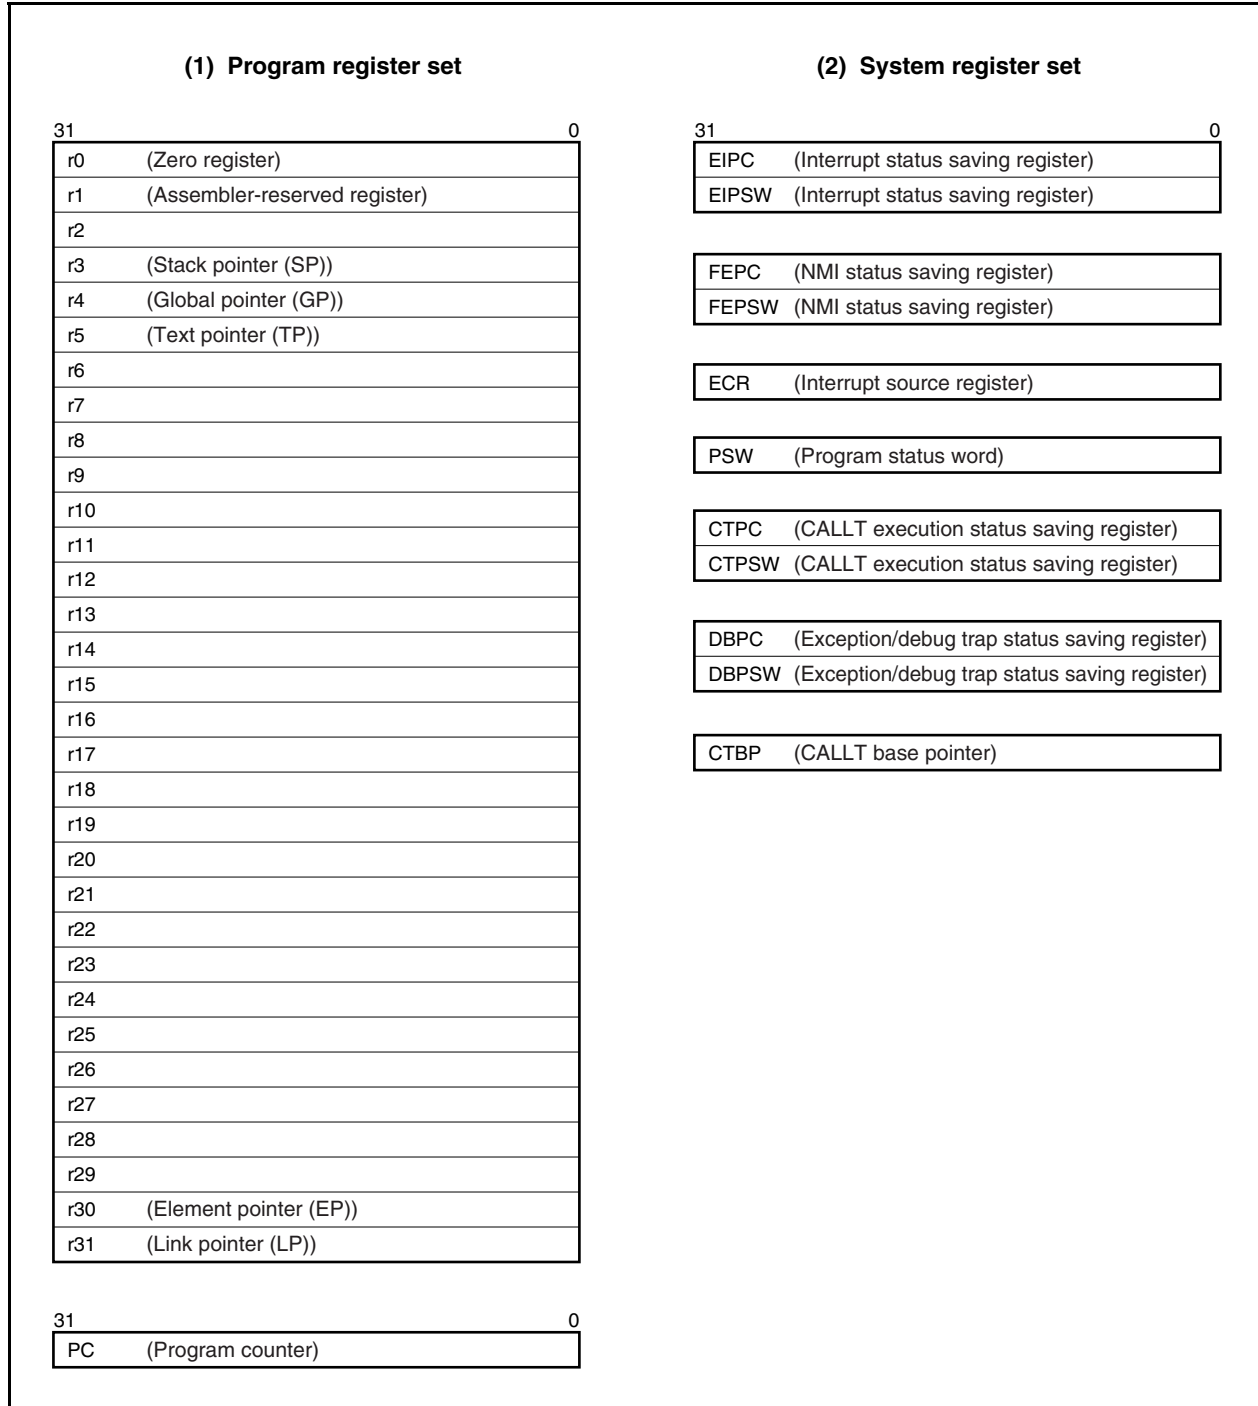 (1) Program register set
31 0
r0 (Zero register)
r1 (Assembler-reserved register)
r2
r3 (Stack pointer (SP))
r4 (Global pointer (GP))
r5 (Text pointer (TP))
r6
r7
r8
r9
r10
r11
r12
r13
r14
r15
r16
r17
r18
r19
r20
r21
r22
r23
r24
r25
r26
r27
r28
r29
r30 (Element pointer (EP))
r31 (Link pointer (LP))
31 0
PC (Program counter)
(2) System register set
31 0
EIPC (Interrupt status saving register)
EIPSW (Interrupt status saving register)
FEPC (NMI status saving register)
FEPSW (NMI status saving register)
ECR (Interrupt source register)
PSW (Program status word)
CTPC (CALLT execution status saving register)
CTPSW (CALLT execution status saving register)
DBPC (Exception/debug trap status saving register)
DBPSW (Exception/debug trap status saving register)
CTBP (CALLT base pointer)